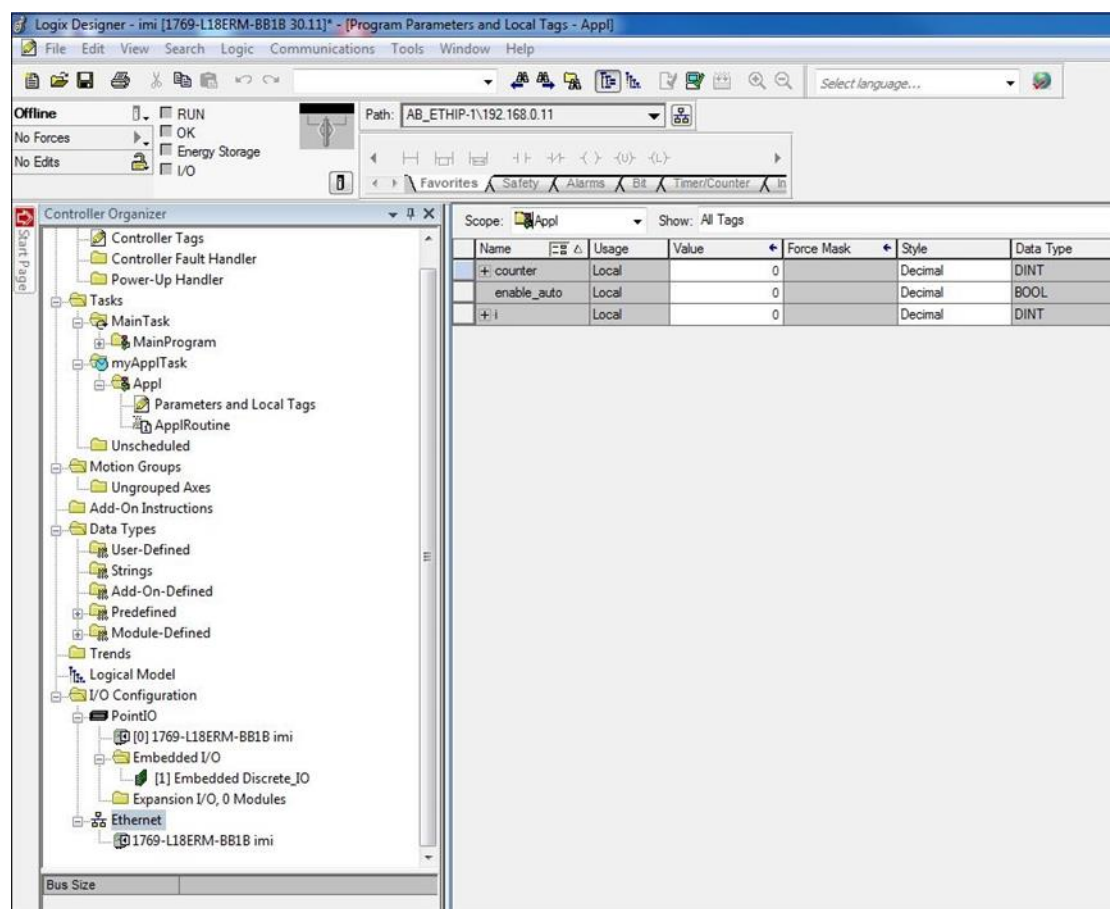 Logix Designer - imi [1769-L18ERM-BB1B 30.11]* - [Program Parameters and Local Tags - Appl]
File Edit View Search Logic Communications Tools Window Help
Select language...
Offline
RUN
Path: AB_ETHIP-1\192.168.0.11
No Forces
OK
Energy Storage
No Edits
I/O
Favorites Safety Alarms Bit Timer/Counter In
Start Page
Controller Organizer
Scope: Appl Show: All Tags
Controller Tags
Controller Fault Handler
Power-Up Handler
Tasks
MainTask
MainProgram
myApplTask
Appl
Parameters and Local Tags
ApplRoutine
Unscheduled
Motion Groups
Ungrouped Axes
Add-On Instructions
Data Types
User-Defined
Strings
Add-On-Defined
Predefined
Module-Defined
Trends
Logical Model
I/O Configuration
PointIO
[0] 1769-L18ERM-BB1B imi
Embedded I/O
[1] Embedded Discrete_IO
Expansion I/O, 0 Modules
Ethernet
1769-L18ERM-BB1B imi
Bus Size
Name Usage Value Force Mask Style Data Type
counter Local 0 Decimal DINT
enable_auto Local 0 Decimal BOOL
i Local 0 Decimal DINT